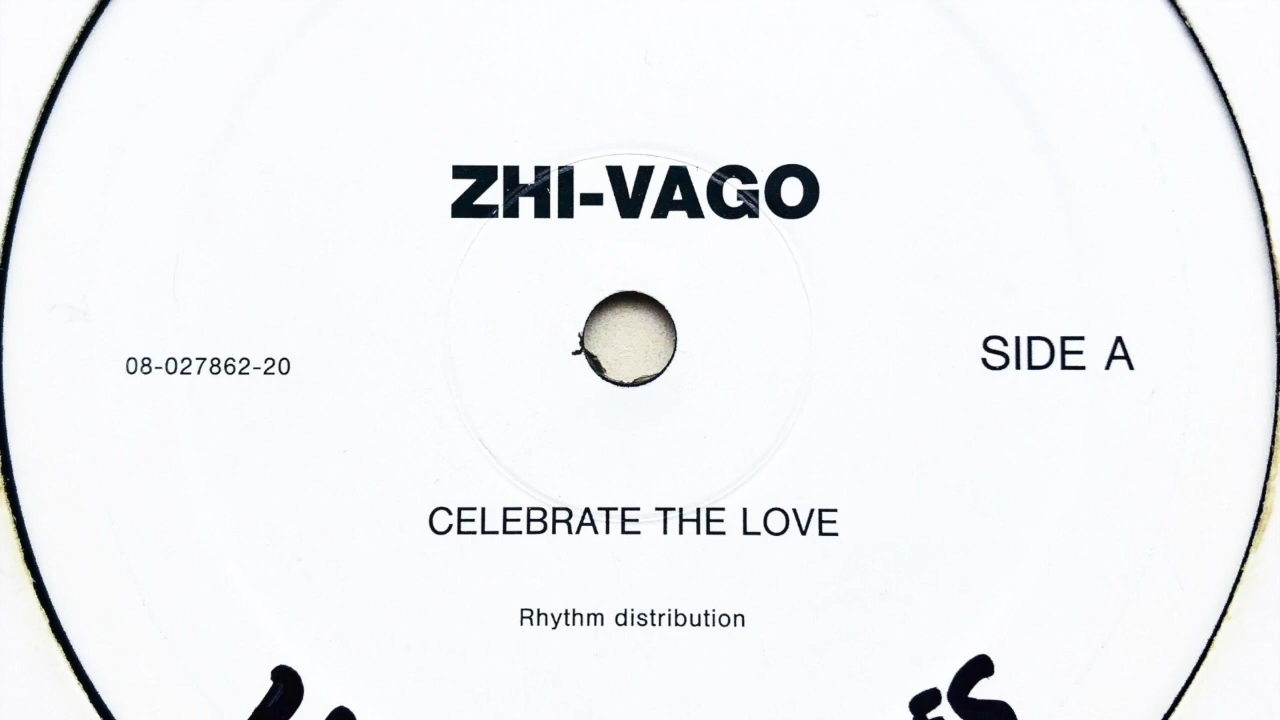 ZHI-VAGO
08-027862-20
SIDE A
CELEBRATE THE LOVE
Rhythm distribution